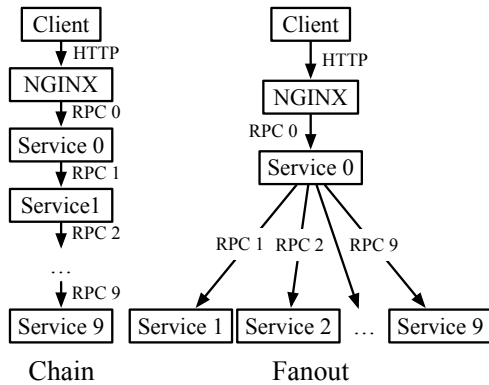 Client
HTTP
NGINX
RPC 0
Service 0
RPC 1
Service1
RPC 2
...
RPC 9
Service 9
Chain
Client
HTTP
NGINX
RPC 0
Service 0
RPC 1
RPC 2
RPC 9
Service 1
Service 2
...
Service 9
Fanout